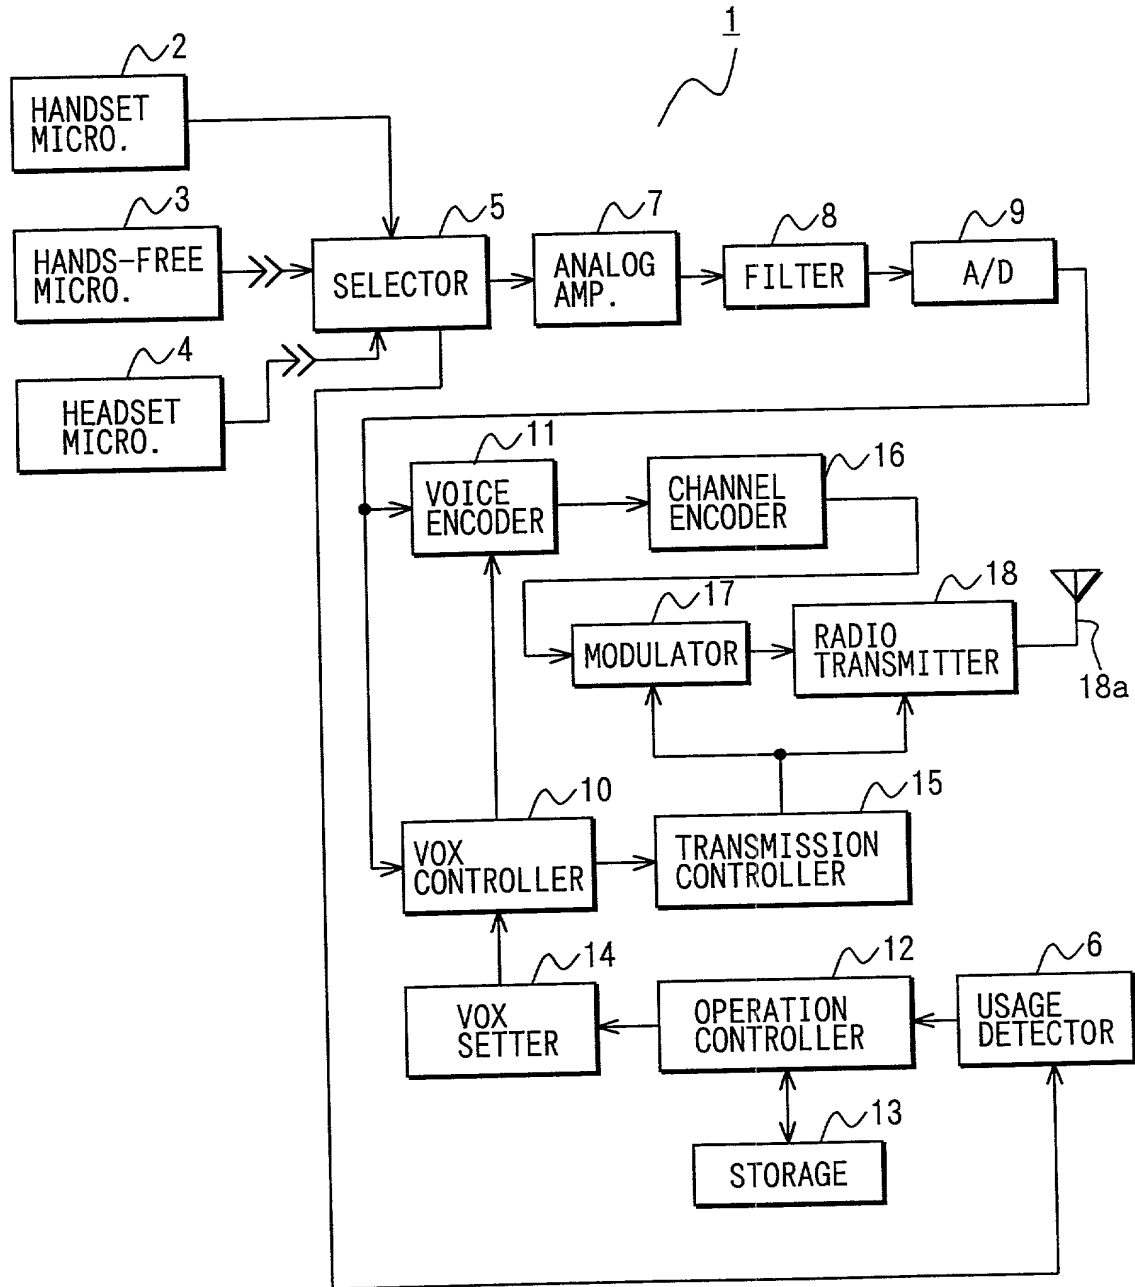 1
2
HANDSET
MICRO.
3
HANDS-FREE
MICRO.
4
HEADSET
MICRO.
5
SELECTOR
7
ANALOG
AMP.
8
FILTER
9
A/D
11
VOICE
ENCODER
16
CHANNEL
ENCODER
17
MODULATOR
18
RADIO
TRANSMITTER
18a
10
VOX
CONTROLLER
15
TRANSMISSION
CONTROLLER
14
VOX
SETTER
12
OPERATION
CONTROLLER
6
USAGE
DETECTOR
13
STORAGE